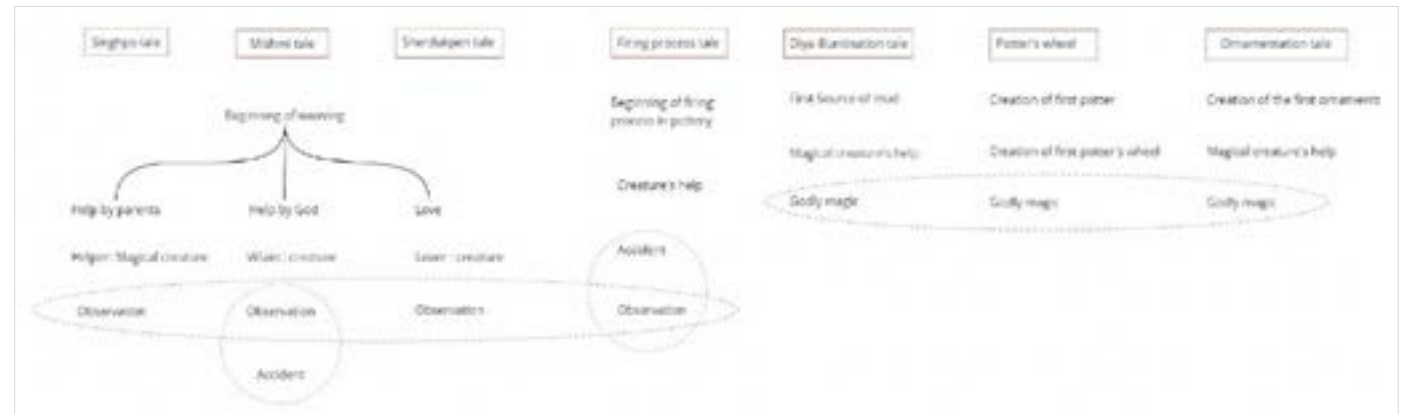 Singhpo tale
Mishmi tale
Sherdukpen tale
Firing process tale
Diya illumination tale
Potter's wheel
Ornamentation tale
Beginning of weaving
Beginning of firing
process in pottery
First Source of mud
Creation of first potter
Creation of the first ornaments
Magical creature's help
Creation of first potter's wheel
Magical creature's help
Creature's help
Help by parents
Help by God
Love
Godly magic
Godly magic
Godly magic
Helper: Magical creature
creature
Lover : creature
Accident
Observation
Observation
Observation
Observation
Accident